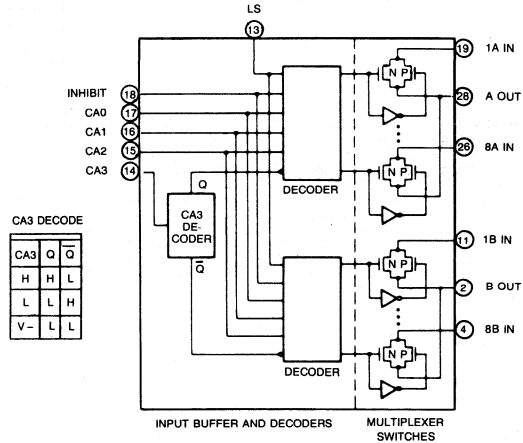 LS
13
19 1A IN
N P
INHIBIT 18
28 A OUT
CA0 17
CA1 16
26 8A IN
CA2 15
CA3 14
N P
Q
DECODER
CA3 DECODE
CA3
DE-
CODER
CA3 Q Q̅
H H L
L L H
V− L L
Q̅
11 1B IN
N P
2 B OUT
4 8B IN
N P
DECODER
INPUT BUFFER AND DECODERS
MULTIPLEXER
SWITCHES